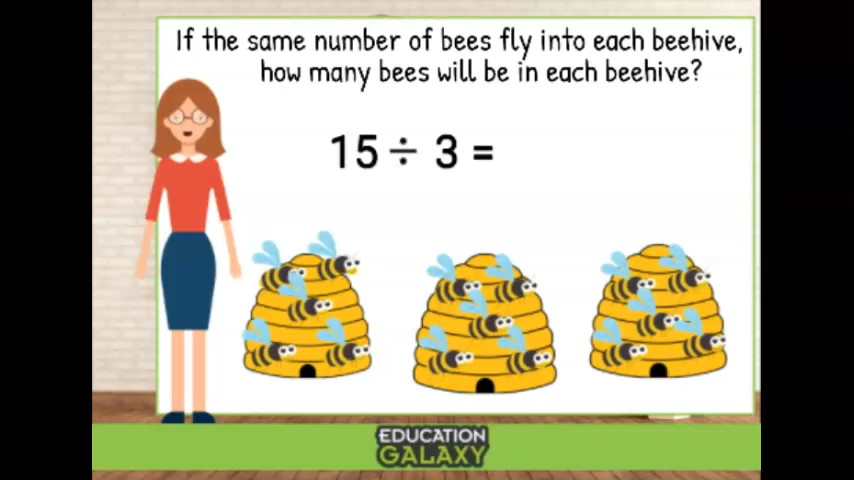 If the same number of bees fly into each beehive,
how many bees will be in each beehive?
15 ÷ 3 =
EDUCATION
GALAXY